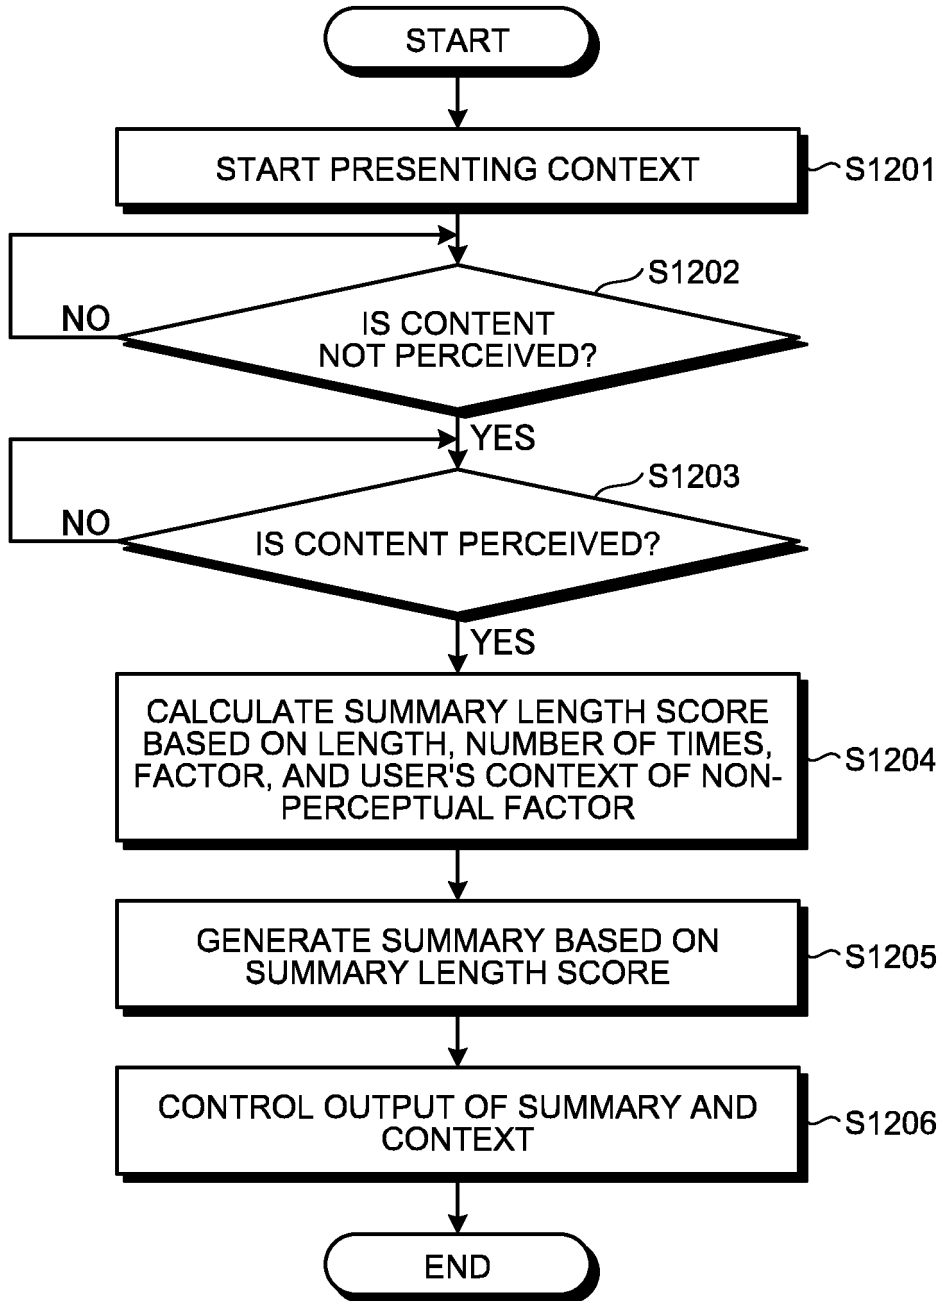 START
START PRESENTING CONTEXT
S1201
S1202
NO
IS CONTENT
NOT PERCEIVED?
YES
S1203
NO
IS CONTENT PERCEIVED?
YES
CALCULATE SUMMARY LENGTH SCORE
BASED ON LENGTH, NUMBER OF TIMES,
FACTOR, AND USER'S CONTEXT OF NON-
PERCEPTUAL FACTOR
S1204
GENERATE SUMMARY BASED ON
SUMMARY LENGTH SCORE
S1205
CONTROL OUTPUT OF SUMMARY AND
CONTEXT
S1206
END